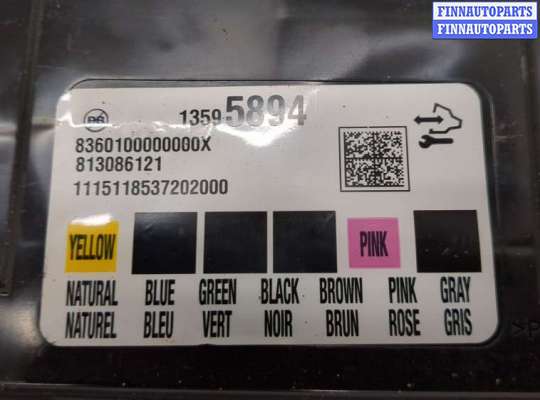 FINNAUTOPARTS
FINNAUTOPARTS
13595894
8360100000000X
813086121
1115118537202000
YELLOW PINK
NATURAL BLUE GREEN BLACK BROWN PINK GRAY
NATUREL BLEU VERT NOIR BRUN ROSE GRIS